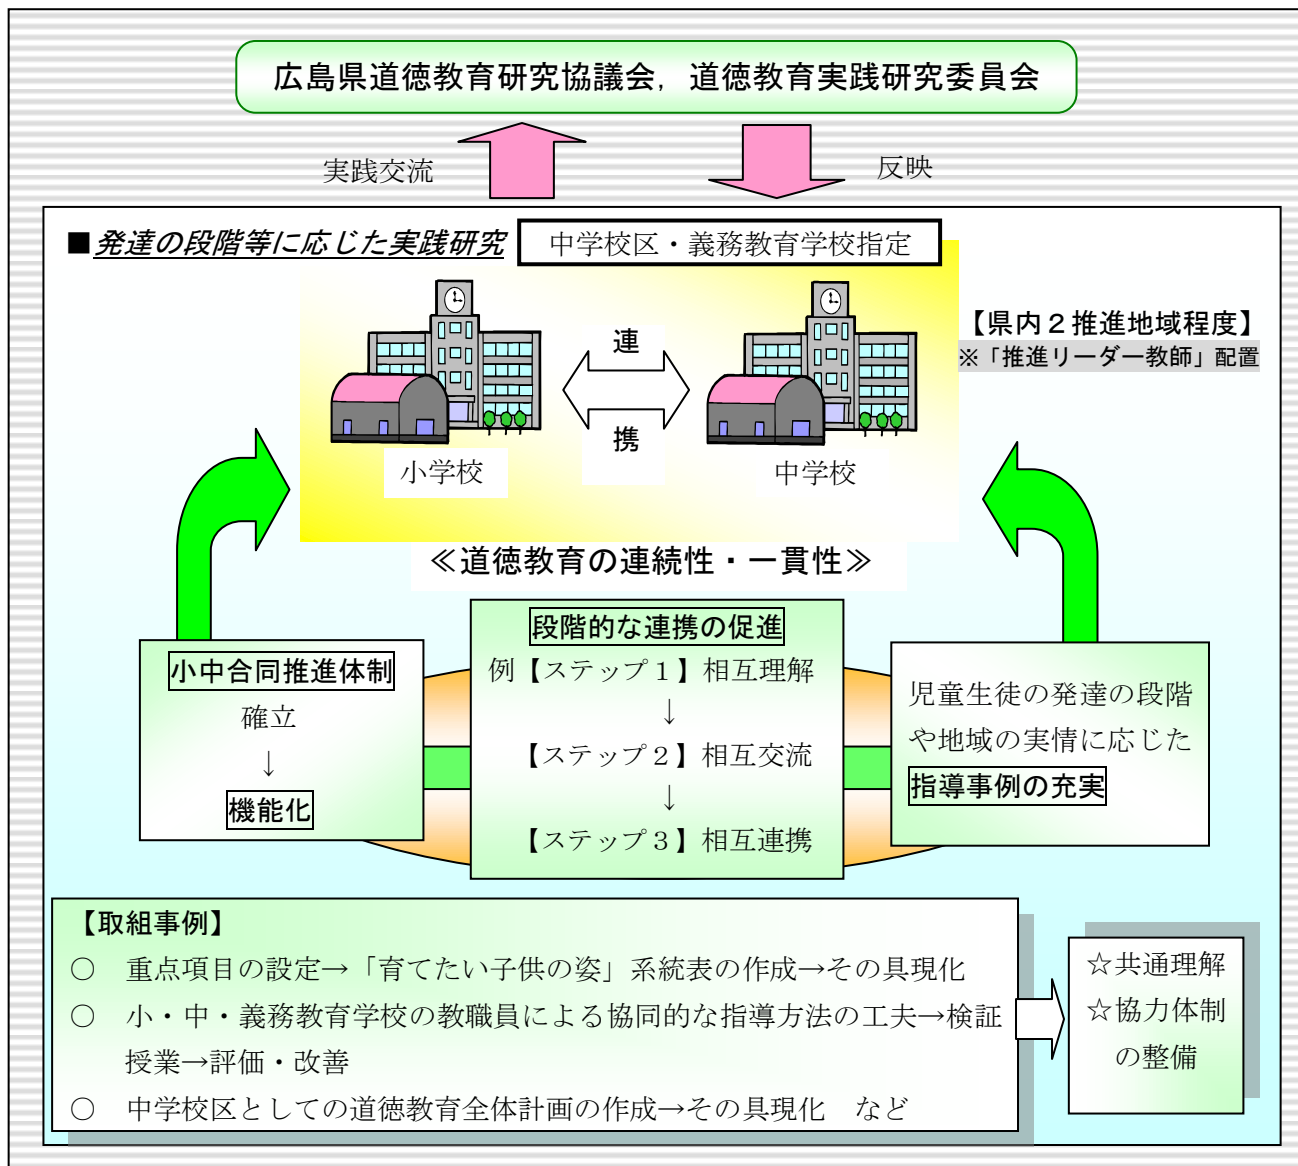 広島県道徳教育研究協議会，道徳教育実践研究委員会
実践交流
反映
■発達の段階等に応じた実践研究
中学校区・義務教育学校指定
【県内２推進地域程度】
※「推進リーダー教師」配置
連
携
小学校
中学校
≪道徳教育の連続性・一貫性≫
小中合同推進体制
確立
↓
機能化
段階的な連携の促進
例【ステップ１】相互理解
↓
【ステップ２】相互交流
↓
【ステップ３】相互連携
児童生徒の発達の段階
や地域の実情に応じた
指導事例の充実
【取組事例】
○　重点項目の設定→「育てたい子供の姿」系統表の作成→その具現化
○　小・中・義務教育学校の教職員による協同的な指導方法の工夫→検証
授業→評価・改善
○　中学校区としての道徳教育全体計画の作成→その具現化　など
☆共通理解
☆協力体制
の整備